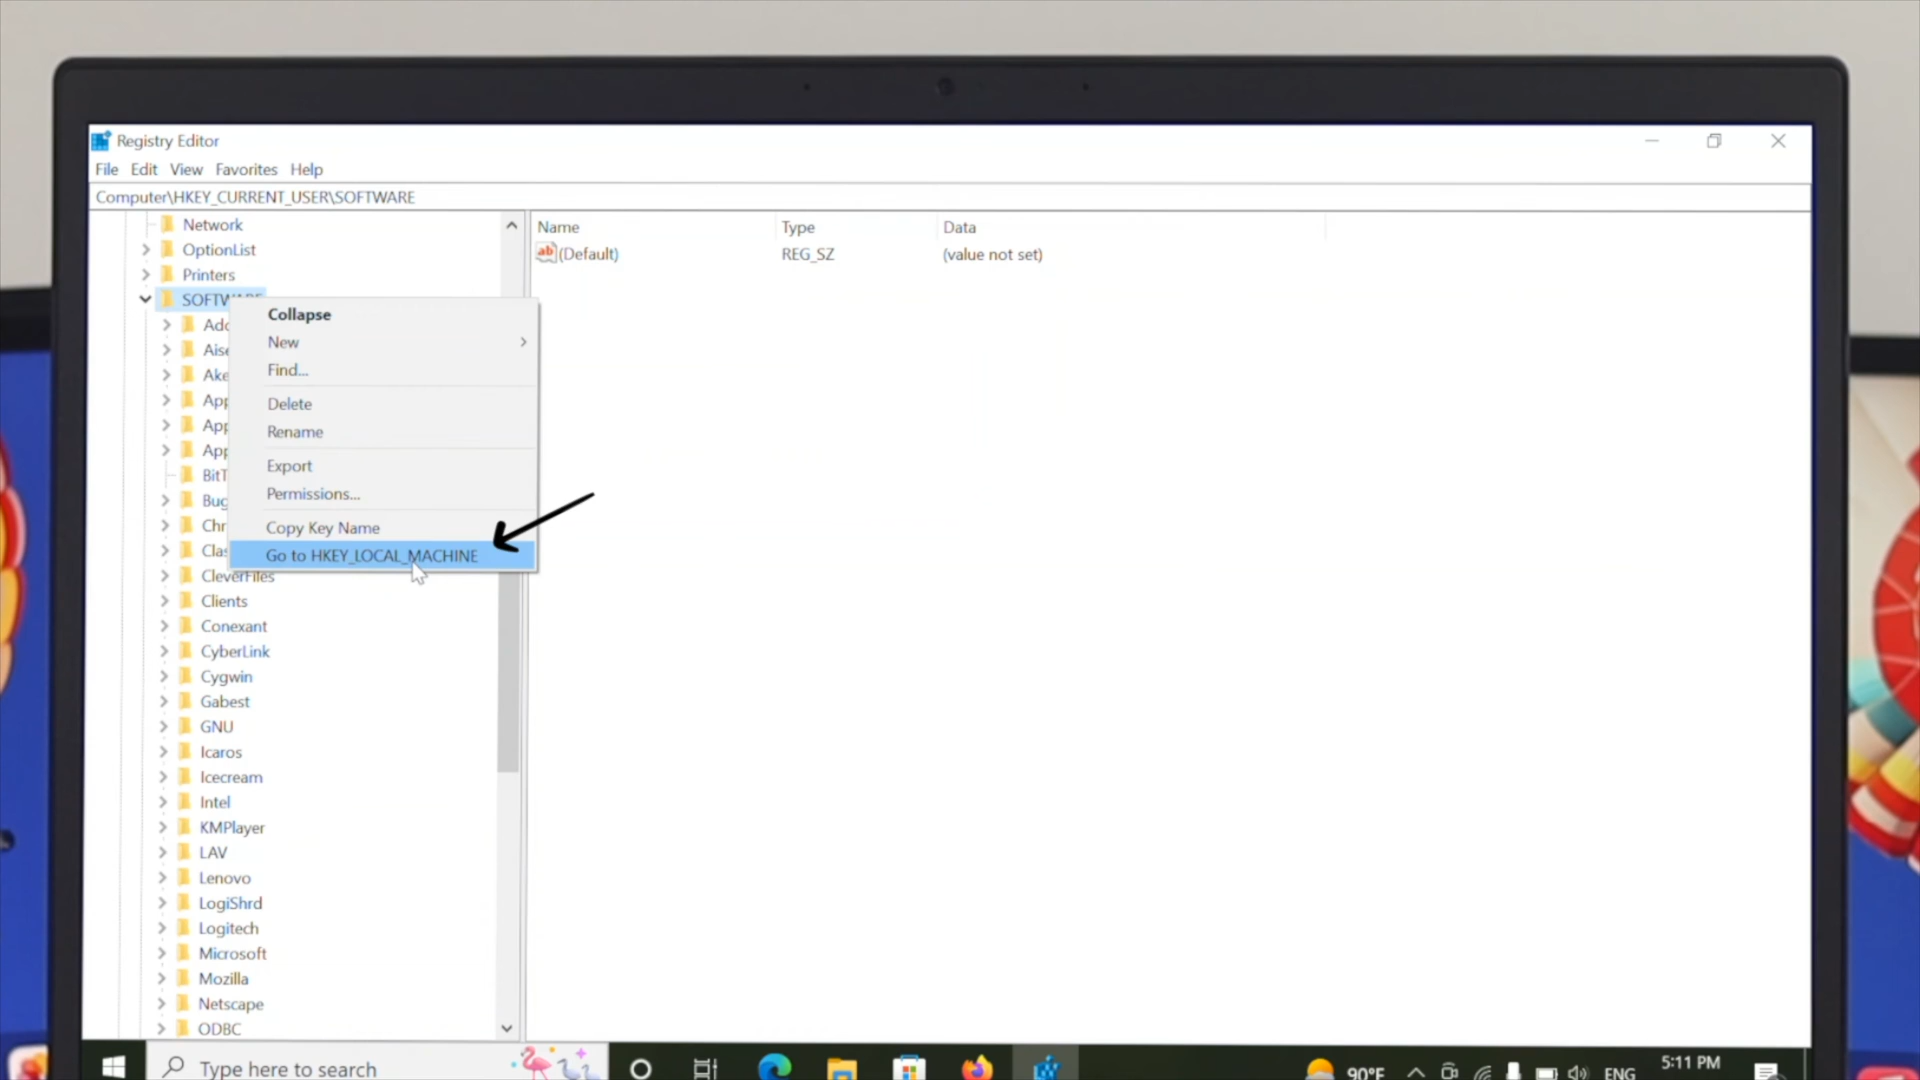 Registry Editor
File Edit View Favorites Help
Computer\HKEY_CURRENT_USER\SOFTWARE
Name Type Data
(Default) REG_SZ (value not set)
Network
OptionList
Printers
Collapse
New
Find...
Delete
Rename
Export
Permissions...
Copy Key Name
Go to HKEY_LOCAL_MACHINE
CleverFiles
Clients
Conexant
CyberLink
Cygwin
Gabest
GNU
Icaros
Icecream
Intel
KMPlayer
LAV
Lenovo
LogiShrd
Logitech
Microsoft
Mozilla
Netscape
ODBC
Type here to search
90°F
ENG
5:11 PM